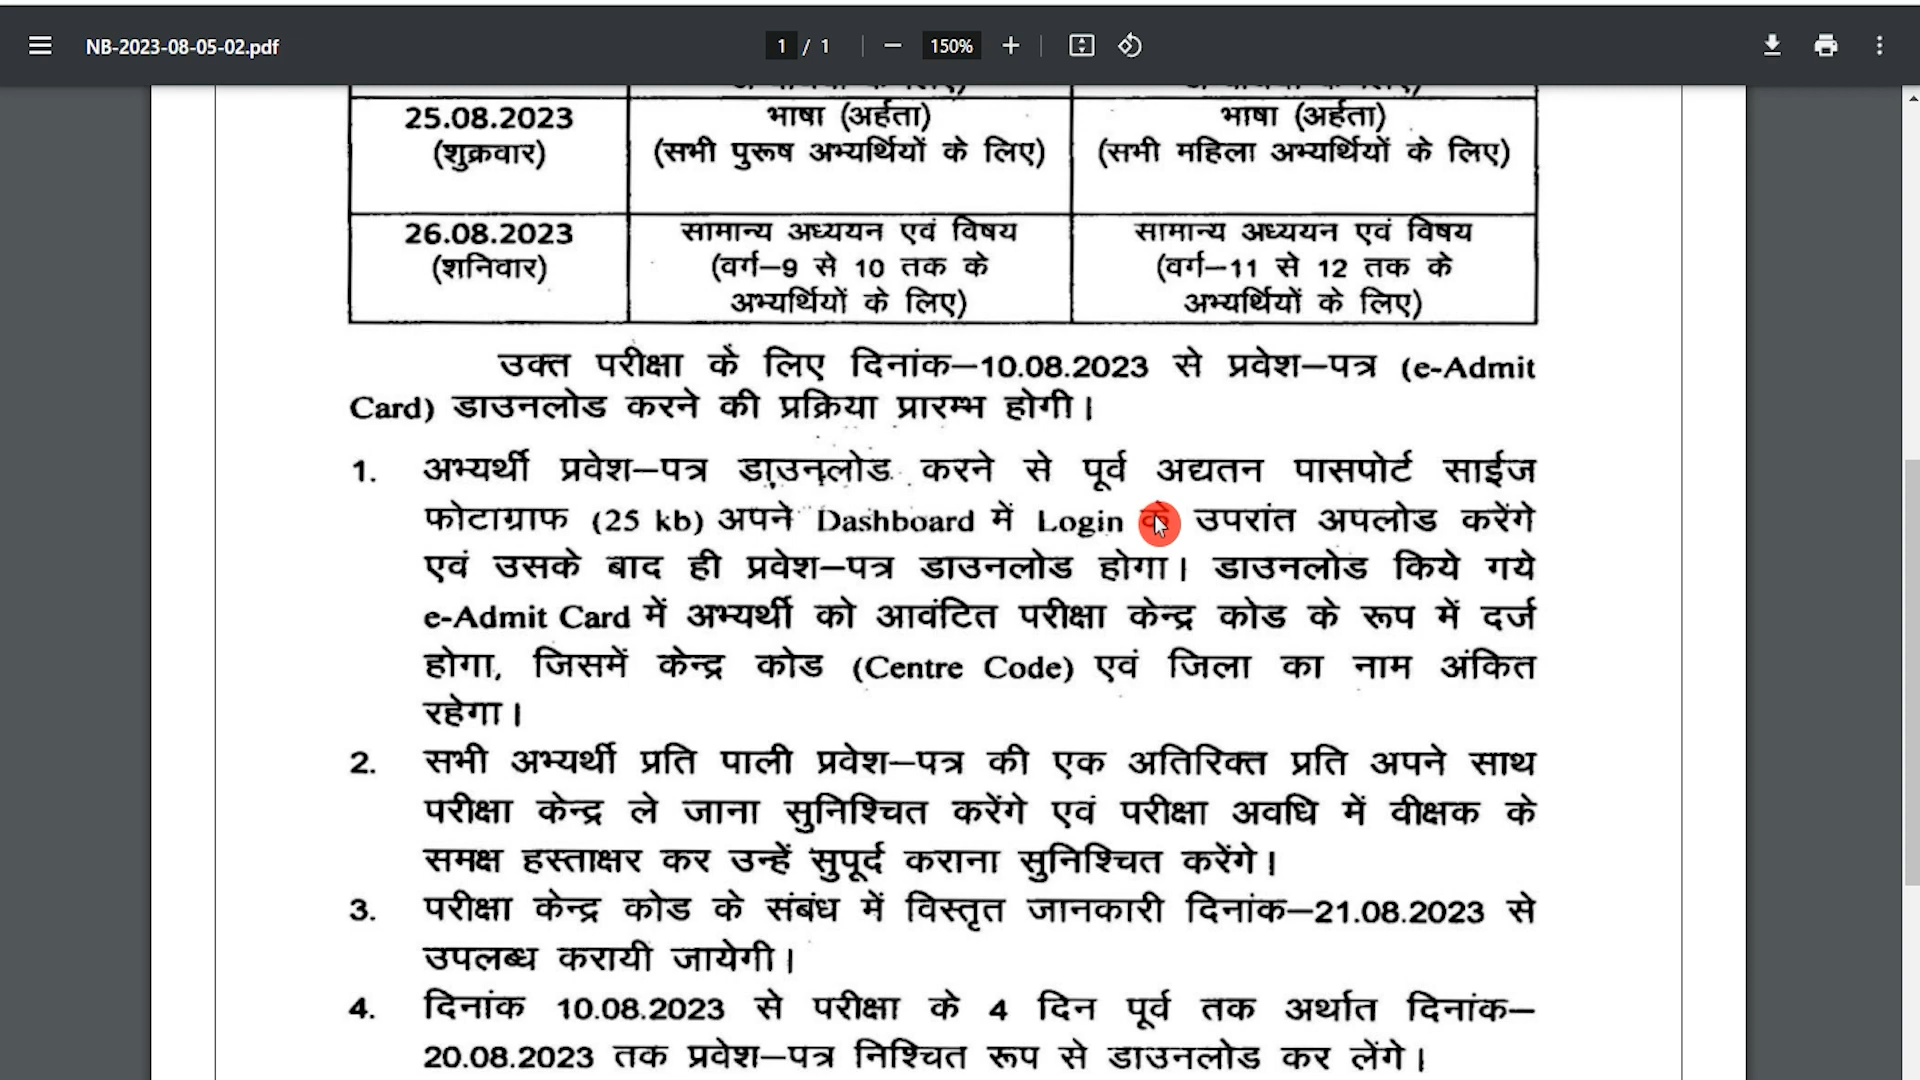 NB-2023-08-05-02.pdf
1 / 1
150%
25.08.2023
(शुक्रवार)
भाषा (अर्हता)
(सभी पुरूष अभ्यर्थियों के लिए)
भाषा (अर्हता)
(सभी महिला अभ्यर्थियों के लिए)
26.08.2023
(शनिवार)
सामान्य अध्ययन एवं विषय
(वर्ग–9 से 10 तक के
अभ्यर्थियों के लिए)
सामान्य अध्ययन एवं विषय
(वर्ग–11 से 12 तक के
अभ्यर्थियों के लिए)
उक्त परीक्षा के लिए दिनांक–10.08.2023 से प्रवेश–पत्र (e-Admit
Card) डाउनलोड करने की प्रक्रिया प्रारम्भ होगी।
1. अभ्यर्थी प्रवेश–पत्र डाउनलोड करने से पूर्व अद्यतन पासपोर्ट साईज
फोटाग्राफ (25 kb) अपने Dashboard में Login के उपरांत अपलोड करेंगे
एवं उसके बाद ही प्रवेश–पत्र डाउनलोड होगा। डाउनलोड किये गये
e-Admit Card में अभ्यर्थी को आवंटित परीक्षा केन्द्र कोड के रूप में दर्ज
होगा, जिसमें केन्द्र कोड (Centre Code) एवं जिला का नाम अंकित
रहेगा।
2. सभी अभ्यर्थी प्रति पाली प्रवेश–पत्र की एक अतिरिक्त प्रति अपने साथ
परीक्षा केन्द्र ले जाना सुनिश्चित करेंगे एवं परीक्षा अवधि में वीक्षक के
समक्ष हस्ताक्षर कर उन्हें सुपूर्द कराना सुनिश्चित करेंगे।
3. परीक्षा केन्द्र कोड के संबंध में विस्तृत जानकारी दिनांक–21.08.2023 से
उपलब्ध करायी जायेगी।
4. दिनांक 10.08.2023 से परीक्षा के 4 दिन पूर्व तक अर्थात दिनांक–
20.08.2023 तक प्रवेश–पत्र निश्चित रूप से डाउनलोड कर लेंगे।